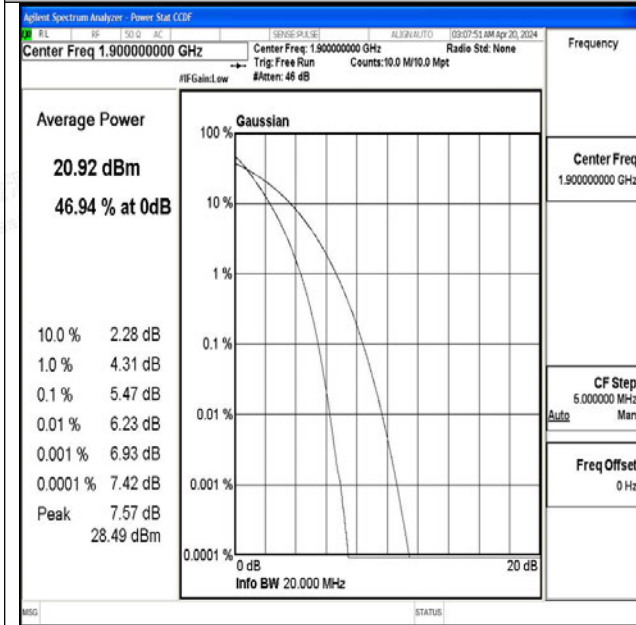 Agilent Spectrum Analyzer - Power Stat CCDF
RL RF 50 Ω AC SENSE:PULSE ALIGN AUTO 03:07:51 AM Apr 20, 2024
Center Freq 1.900000000 GHz
Center Freq: 1.900000000 GHz Radio Std: None
Trig: Free Run Counts:10.0 M/10.0 Mpt
#IFGain:Low #Atten: 46 dB
Frequency
Average Power
20.92 dBm
46.94 % at 0dB
10.0 % 2.28 dB
1.0 % 4.31 dB
0.1 % 5.47 dB
0.01 % 6.23 dB
0.001 % 6.93 dB
0.0001 % 7.42 dB
Peak 7.57 dB
28.49 dBm
Gaussian
100 %
10 %
1 %
0.1 %
0.01 %
0.001 %
0.0001 %
0 dB 20 dB
Info BW 20.000 MHz
Center Freq
1.900000000 GHz
CF Step
5.000000 MHz
Auto Man
Freq Offset
0 Hz
MSG STATUS